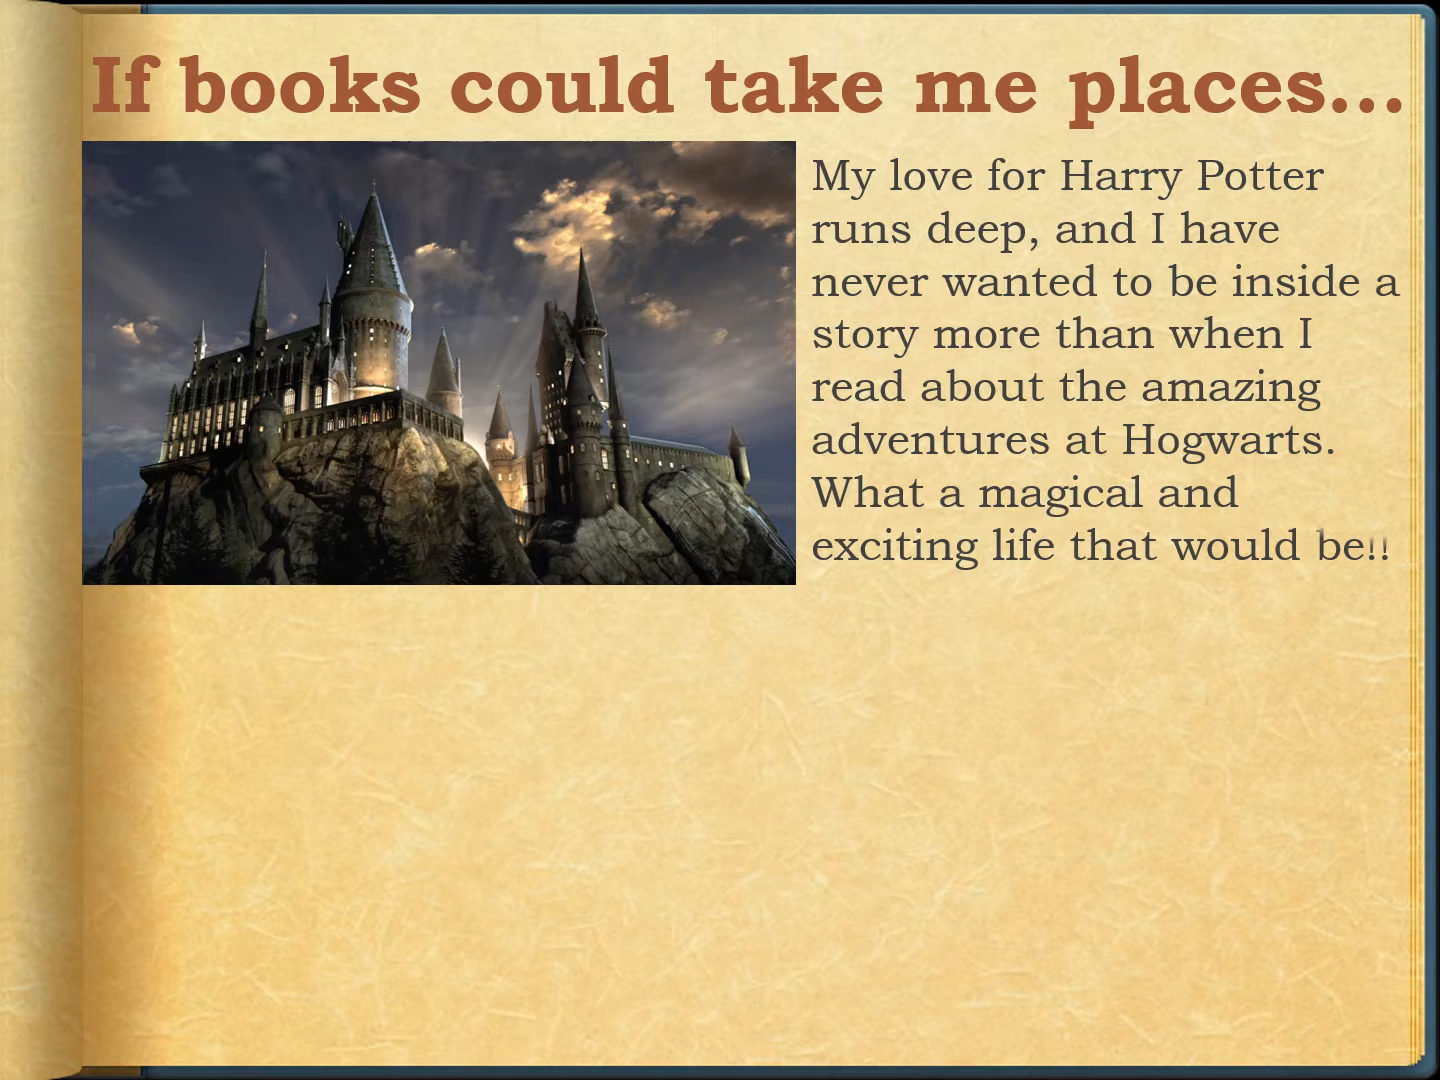 If books could take me places...
My love for Harry Potter
runs deep, and I have
never wanted to be inside a
story more than when I
read about the amazing
adventures at Hogwarts.
What a magical and
exciting life that would be!!